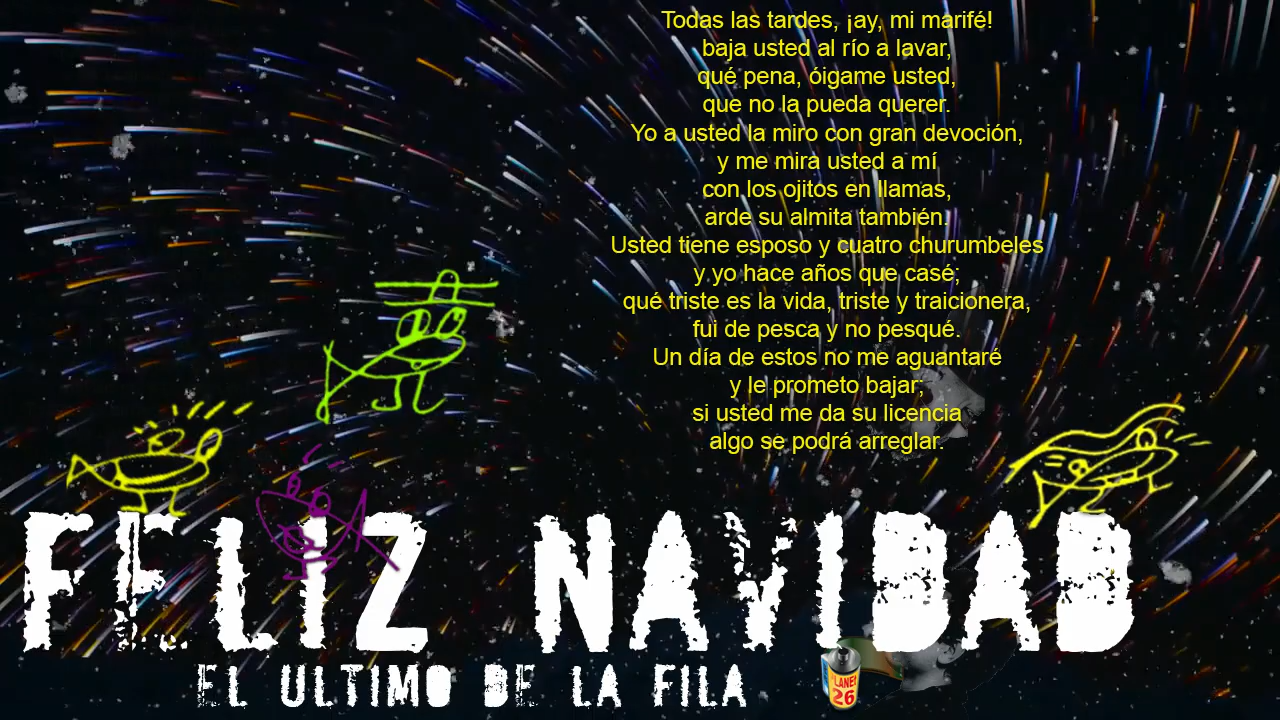 Todas las tardes, ¡ay, mi marifé!
baja usted al río a lavar,
qué pena, óigame usted,
que no la pueda querer.
Yo a usted la miro con gran devoción,
y me mira usted a mí
con los ojitos en llamas,
arde su almita también.
Usted tiene esposo y cuatro churumbeles
y yo hace años que casé;
qué triste es la vida, triste y traicionera,
fui de pesca y no pesqué.
Un día de estos no me aguantaré
y le prometo bajar;
si usted me da su licencia
algo se podrá arreglar.
FELIZ NAVIDAD
EL ULTIMO DE LA FILA
PLANET
26